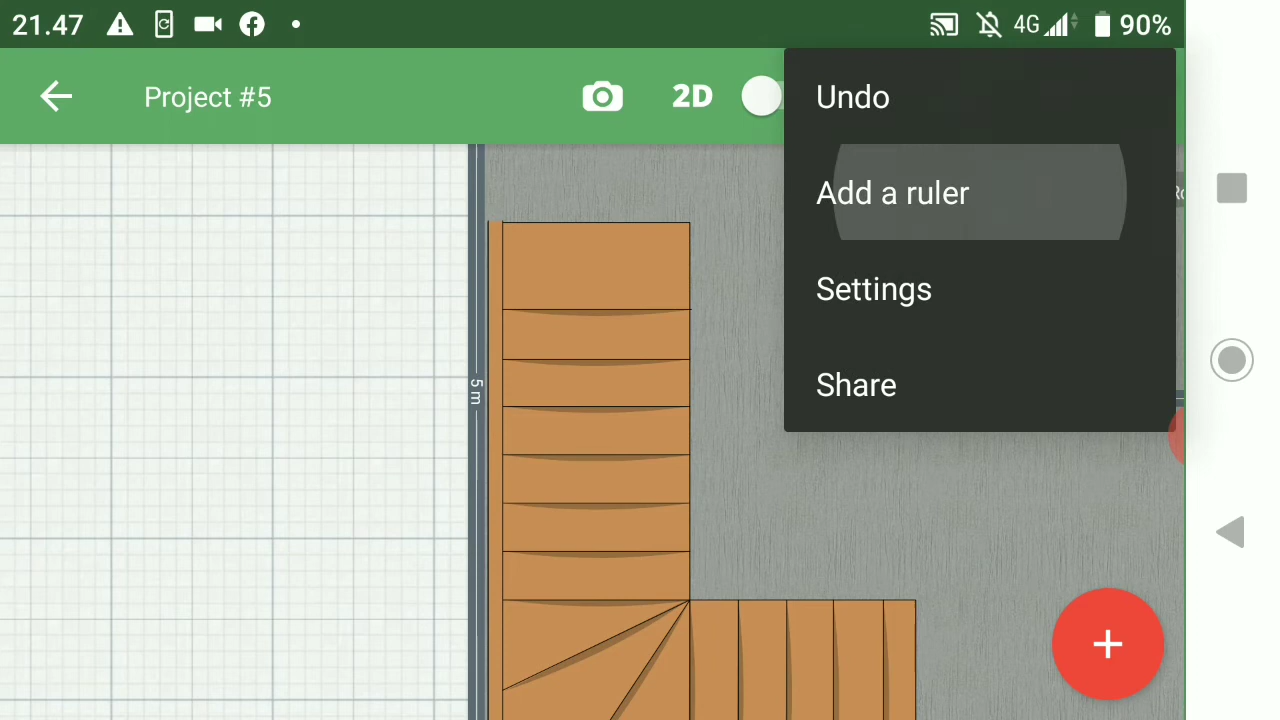 21.47
4G
90%
Project #5
2D
Undo
Add a ruler
Settings
Share
5 m